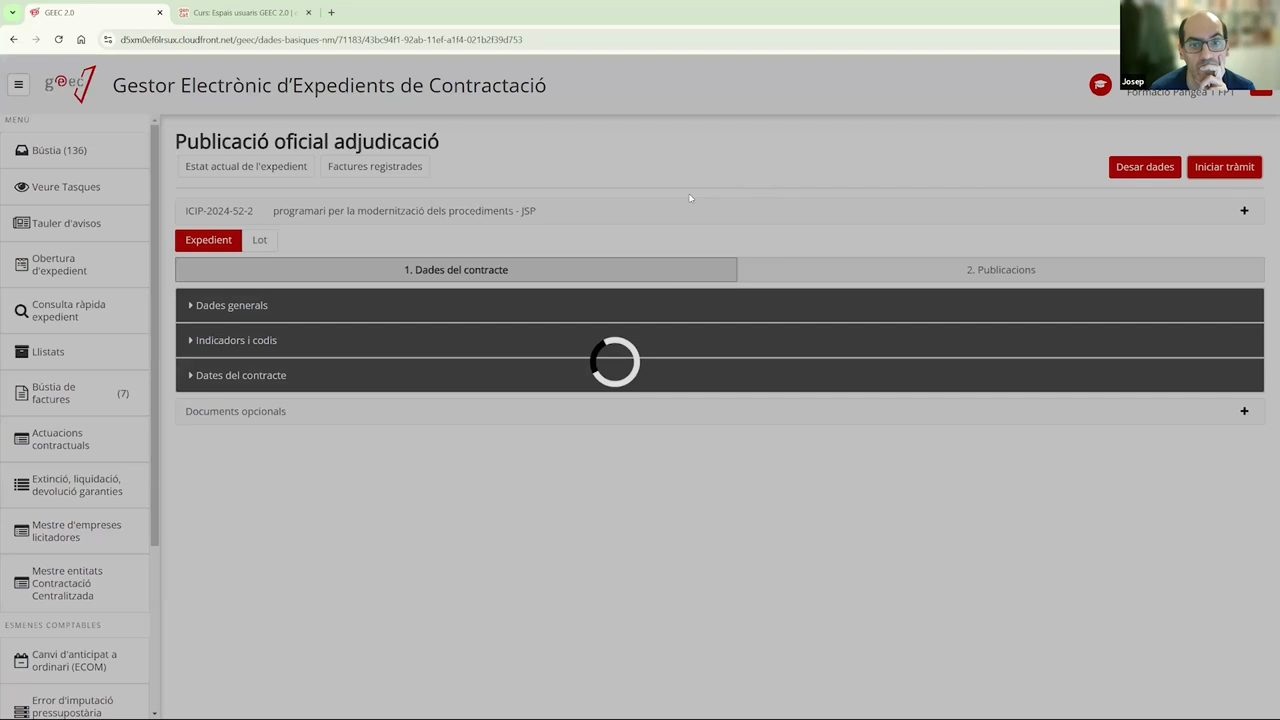 GEEC 2.0
Curs: Espais usuaris GEEC 2.0 |
d5xm0ef6lrsux.cloudfront.net/geec/dades-basiques-nm/71183/43bc94f1-92ab-11ef-a1f4-021b2f39d753
Josep
geec
Gestor Electrònic d'Expedients de Contractació
Formació Pangea 1 FP1
MENÚ
Bústia (136)
Veure Tasques
Tauler d'avisos
Obertura
d'expedient
Consulta ràpida
expedient
Llistats
Bústia de
factures
(7)
Actuacions
contractuals
Extinció, liquidació,
devolució garanties
Mestre d'empreses
licitadores
Mestre entitats
Contractació
Centralitzada
ESMENES COMPTABLES
Canvi d'anticipat a
ordinari (ECOM)
Error d'imputació
pressupostària
Publicació oficial adjudicació
Estat actual de l'expedient
Factures registrades
Desar dades
Iniciar tràmit
ICIP-2024-52-2 programari per la modernització dels procediments - JSP
Expedient
Lot
1. Dades del contracte
2. Publicacions
Dades generals
Indicadors i codis
Dates del contracte
Documents opcionals